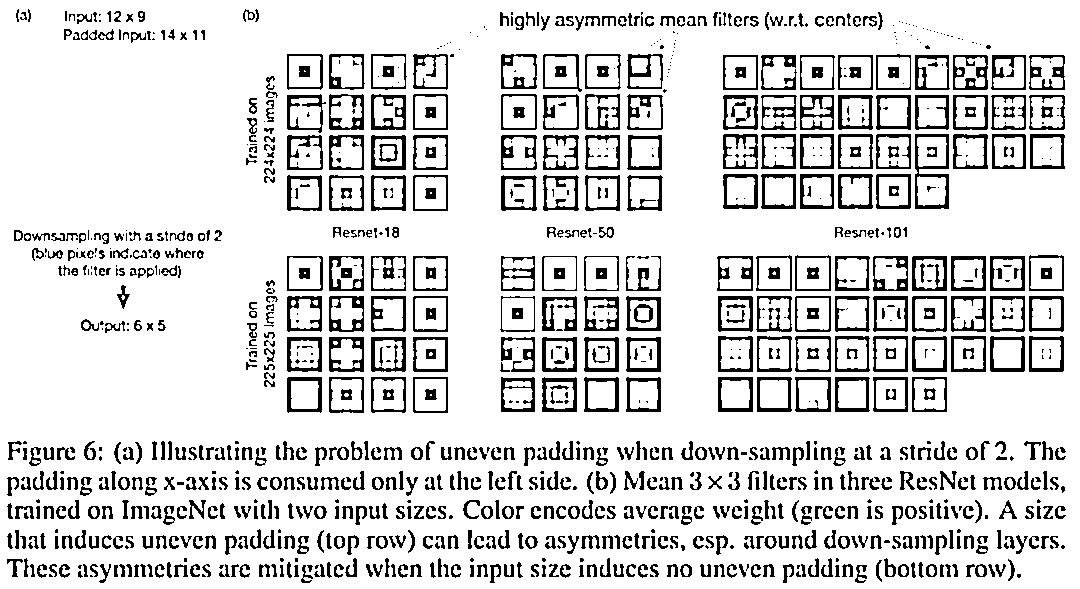 (a)
Input: 12 x 9
Padded Input: 14 x 11
(b)
highly asymmetric mean filters (w.r.t. centers)
Trained on
224x224 images
Downsampling with a stride of 2
(blue pixels indicate where
the filter is applied)
Output: 6 x 5
Resnet-18
Resnet-50
Resnet-101
Trained on
225x225 Images
Figure 6: (a) Illustrating the problem of uneven padding when down-sampling at a stride of 2. The
padding along x-axis is consumed only at the left side. (b) Mean 3 × 3 filters in three ResNet models,
trained on ImageNet with two input sizes. Color encodes average weight (green is positive). A size
that induces uneven padding (top row) can lead to asymmetries, esp. around down-sampling layers.
These asymmetries are mitigated when the input size induces no uneven padding (bottom row).